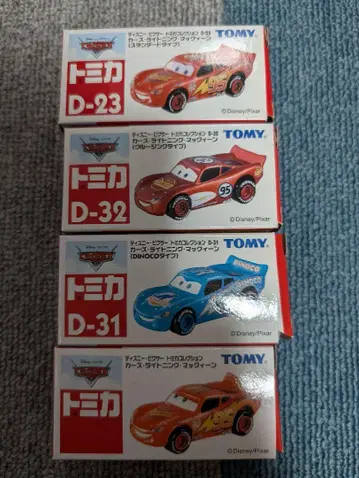 Cars
トミカ
D-23
ディズニー・ピクサー トミカコレクション D-23
カーズ・ライトニング・マックィーン
(スタンダードタイプ)
TOMY
95
©Disney/Pixar
Cars
トミカ
D-32
ディズニー・ピクサー トミカコレクション D-32
カーズ・ライトニング・マックィーン
(クルージングタイプ)
TOMY
95
©Disney/Pixar
Cars
トミカ
D-31
ディズニー・ピクサー トミカコレクション D-31
カーズ・ライトニング・マックィーン
(DINOCOタイプ)
TOMY
DINOCO
©Disney/Pixar
Cars
トミカ
ディズニー・ピクサー トミカコレクション
カーズ・ライトニング・マックィーン
TOMY
95
©Disney/Pixar